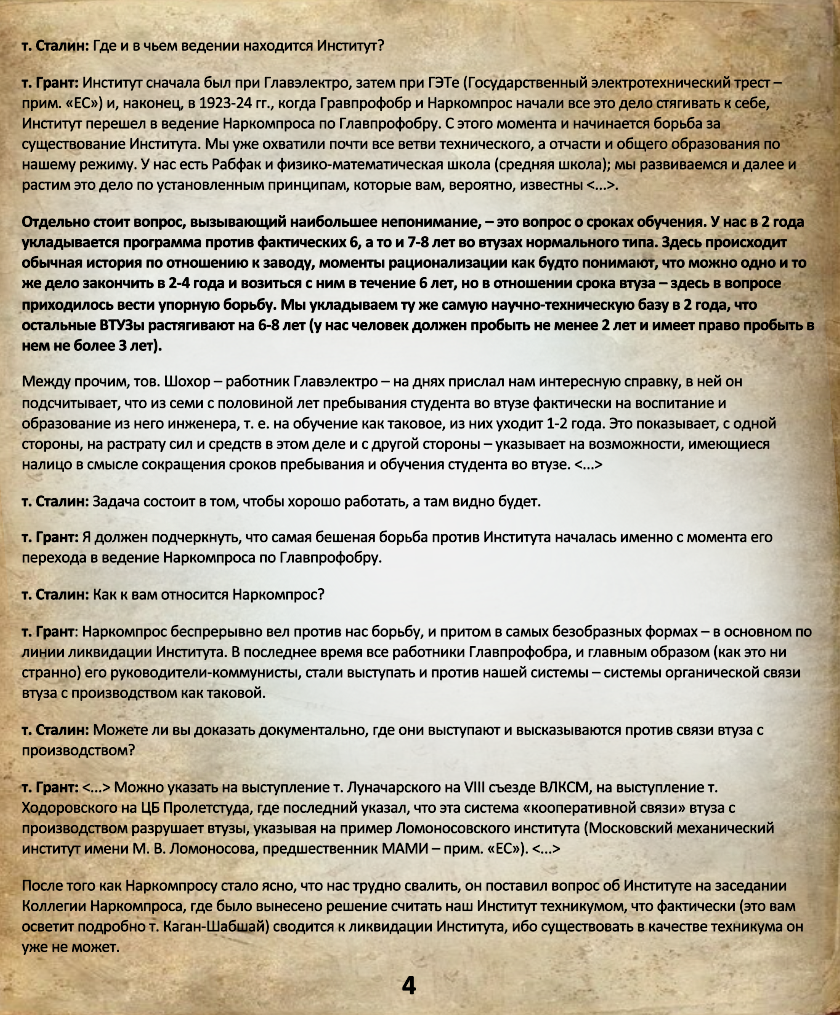 т. Сталин: Где и в чьем ведении находится Институт?
т. Грант: Институт сначала был при Главэлектро, затем при ГЭТе (Государственный электротехнический трест –
прим. «ЕС») и, наконец, в 1923-24 гг., когда Гравпрофобр и Наркомпрос начали все это дело стягивать к себе,
Институт перешел в ведение Наркомпроса по Главпрофобру. С этого момента и начинается борьба за
существование Института. Мы уже охватили почти все ветви технического, а отчасти и общего образования по
нашему режиму. У нас есть Рабфак и физико-математическая школа (средняя школа); мы развиваемся и далее и
растим это дело по установленным принципам, которые вам, вероятно, известны <...>.
Отдельно стоит вопрос, вызывающий наибольшее непонимание, – это вопрос о сроках обучения. У нас в 2 года
укладывается программа против фактических 6, а то и 7-8 лет во втузах нормального типа. Здесь происходит
обычная история по отношению к заводу, моменты рационализации как будто понимают, что можно одно и то
же дело закончить в 2-4 года и возиться с ним в течение 6 лет, но в отношении срока втуза – здесь в вопросе
приходилось вести упорную борьбу. Мы укладываем ту же самую научно-техническую базу в 2 года, что
остальные ВТУЗы растягивают на 6-8 лет (у нас человек должен пробыть не менее 2 лет и имеет право пробыть в
нем не более 3 лет).
Между прочим, тов. Шохор – работник Главэлектро – на днях прислал нам интересную справку, в ней он
подсчитывает, что из семи с половиной лет пребывания студента во втузе фактически на воспитание и
образование из него инженера, т. е. на обучение как таковое, из них уходит 1-2 года. Это показывает, с одной
стороны, на растрату сил и средств в этом деле и с другой стороны – указывает на возможности, имеющиеся
налицо в смысле сокращения сроков пребывания и обучения студента во втузе. <...>
т. Сталин: Задача состоит в том, чтобы хорошо работать, а там видно будет.
т. Грант: Я должен подчеркнуть, что самая бешеная борьба против Института началась именно с момента его
перехода в ведение Наркомпроса по Главпрофобру.
т. Сталин: Как к вам относится Наркомпрос?
т. Грант: Наркомпрос беспрерывно вел против нас борьбу, и притом в самых безобразных формах – в основном по
линии ликвидации Института. В последнее время все работники Главпрофобра, и главным образом (как это ни
странно) его руководители-коммунисты, стали выступать и против нашей системы – системы органической связи
втуза с производством как таковой.
т. Сталин: Можете ли вы доказать документально, где они выступают и высказываются против связи втуза с
производством?
т. Грант: <...> Можно указать на выступление т. Луначарского на VIII съезде ВЛКСМ, на выступление т.
Ходоровского на ЦБ Пролетстуда, где последний указал, что эта система «кооперативной связи» втуза с
производством разрушает втузы, указывая на пример Ломоносовского института (Московский механический
институт имени М. В. Ломоносова, предшественник МАМИ – прим. «ЕС»). <...>
После того как Наркомпросу стало ясно, что нас трудно свалить, он поставил вопрос об Институте на заседании
Коллегии Наркомпроса, где было вынесено решение считать наш Институт техникумом, что фактически (это вам
осветит подробно т. Каган-Шабшай) сводится к ликвидации Института, ибо существовать в качестве техникума он
уже не может.
4